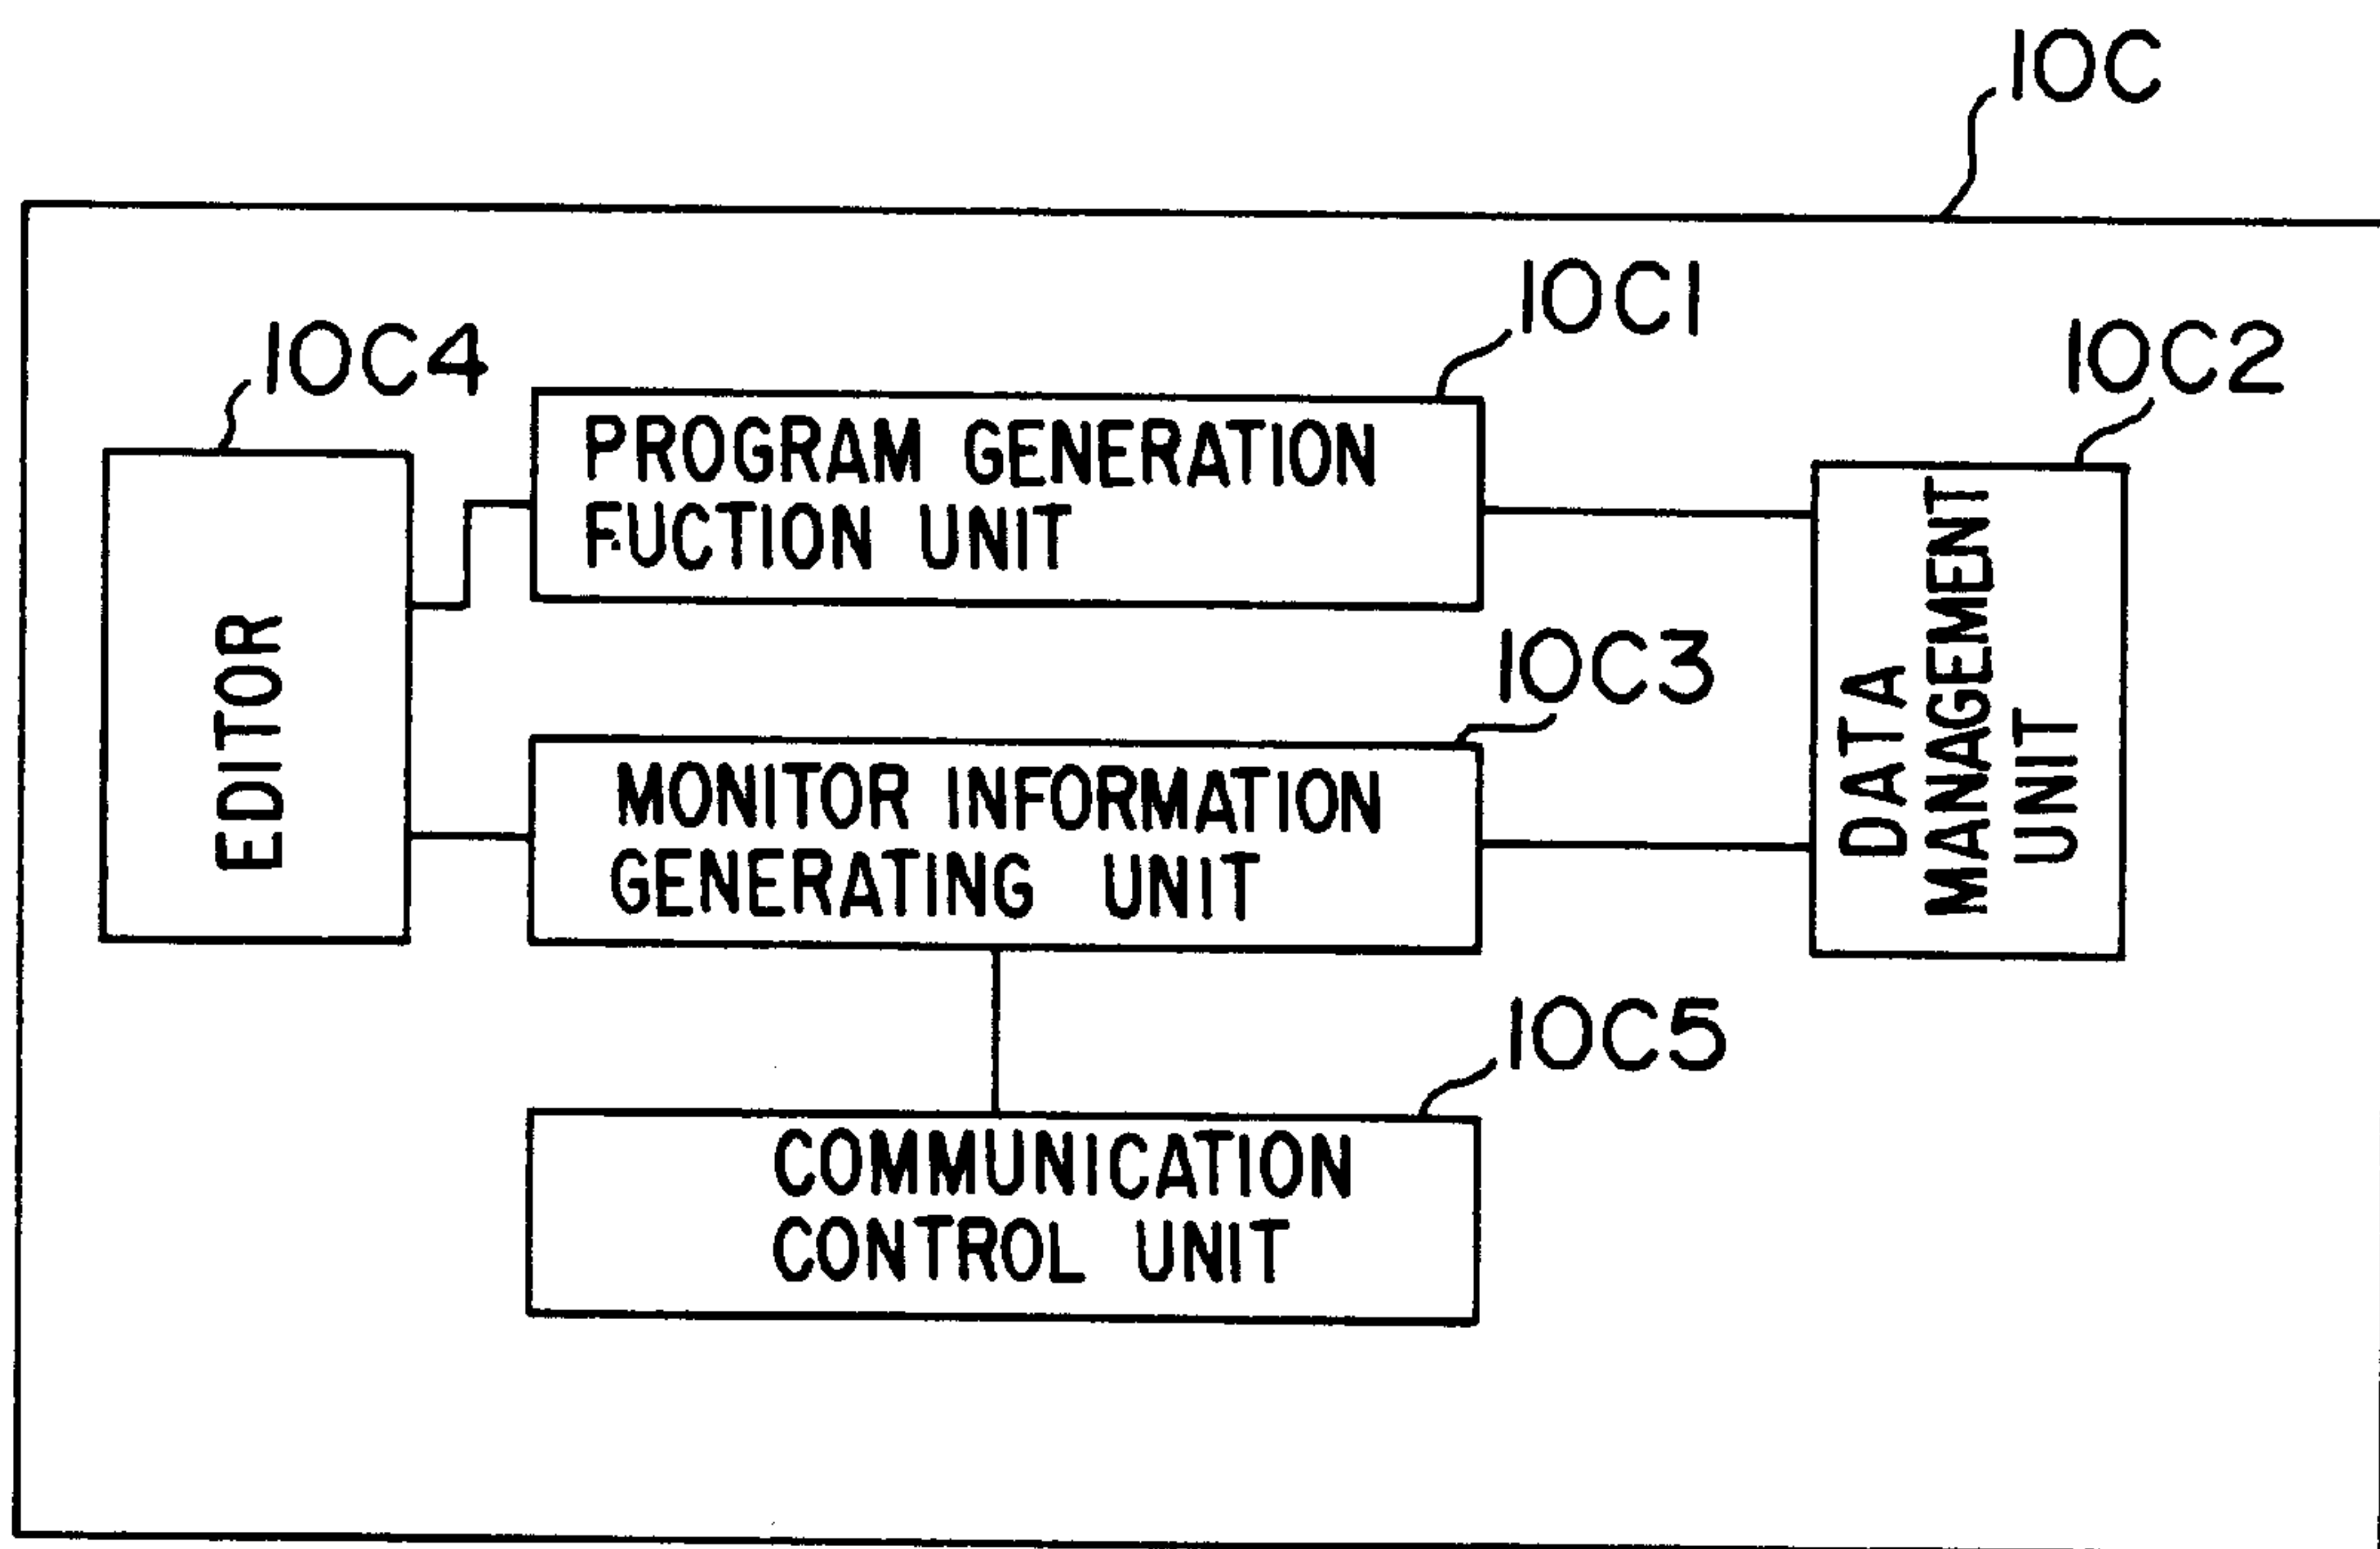 10C
10C1
10C4
10C2
PROGRAM GENERATION
FUCTION UNIT
EDITOR
DATA
MANAGEMENT
UNIT
10C3
MONITOR INFORMATION
GENERATING UNIT
10C5
COMMUNICATION
CONTROL UNIT